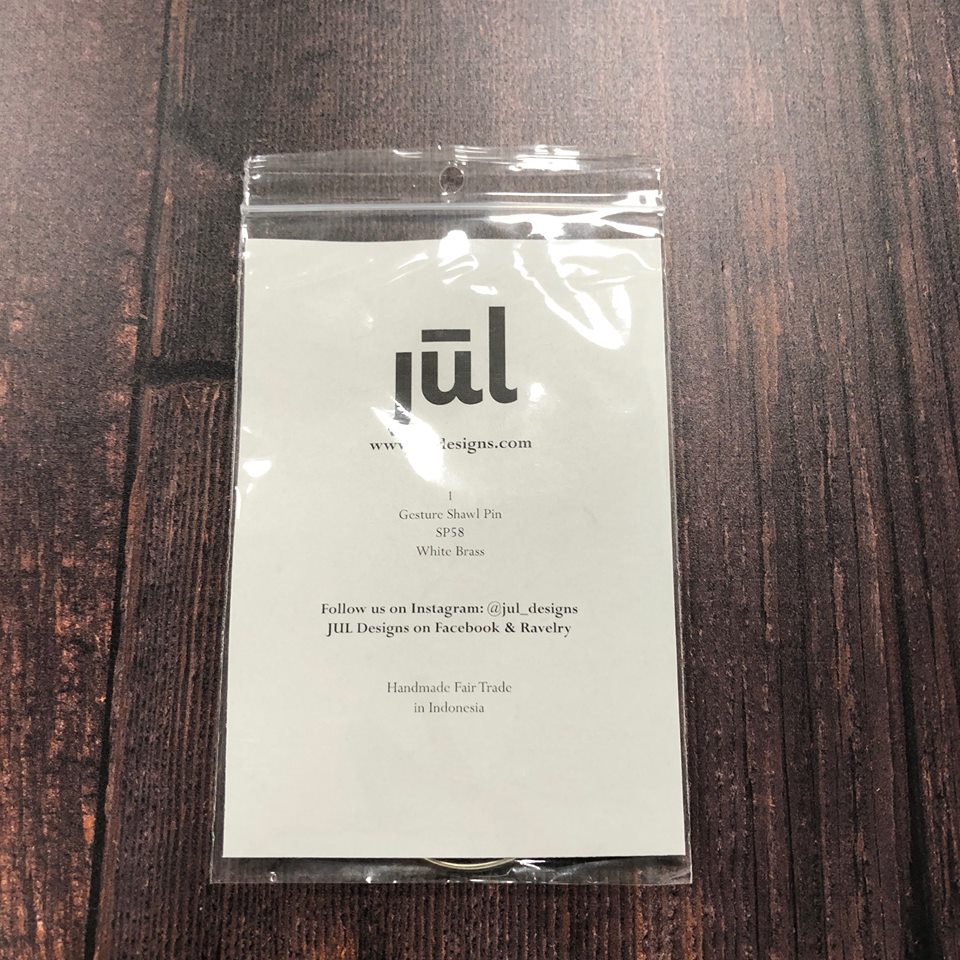 jūl
1
Gesture Shawl Pin
SP58
White Brass
Follow us on Instagram: @jul_designs
JUL Designs on Facebook & Ravelry
Handmade Fair Trade
in Indonesia